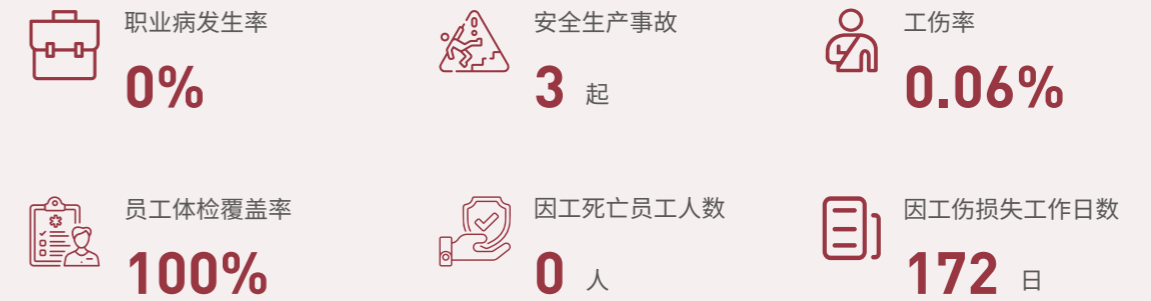 职业病发生率
0%
安全生产事故
3 起
工伤率
0.06%
员工体检覆盖率
100%
因工死亡员工人数
0 人
因工伤损失工作日数
172 日